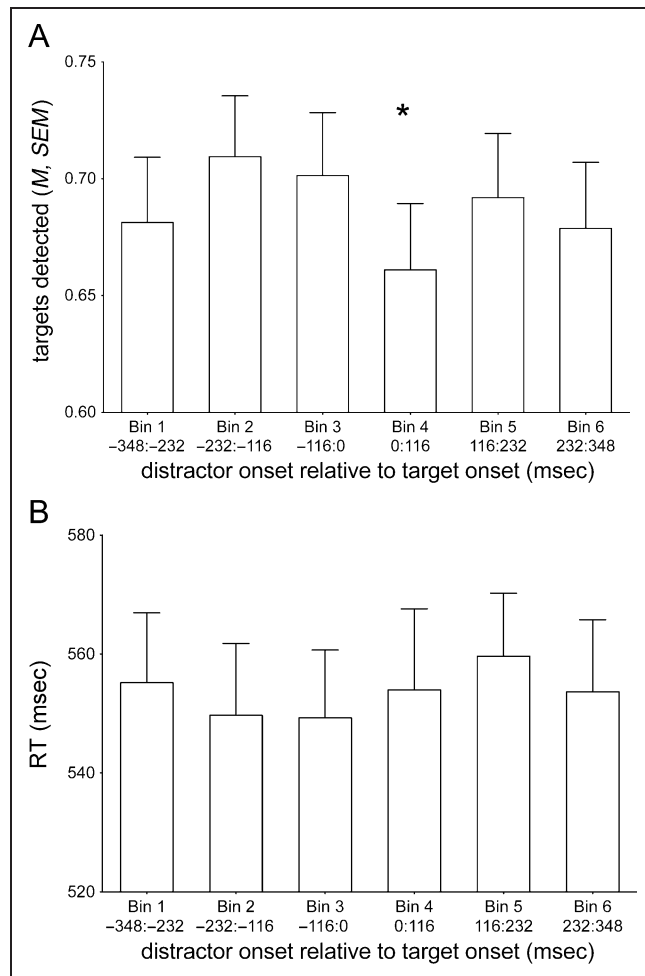 A
0.75
0.70
0.65
0.60
targets detected (M, SEM)
*
Bin 1 Bin 2 Bin 3 Bin 4 Bin 5 Bin 6
−348:−232 −232:−116 −116:0 0:116 116:232 232:348
distractor onset relative to target onset (msec)
B
580
560
540
520
RT (msec)
Bin 1 Bin 2 Bin 3 Bin 4 Bin 5 Bin 6
−348:−232 −232:−116 −116:0 0:116 116:232 232:348
distractor onset relative to target onset (msec)